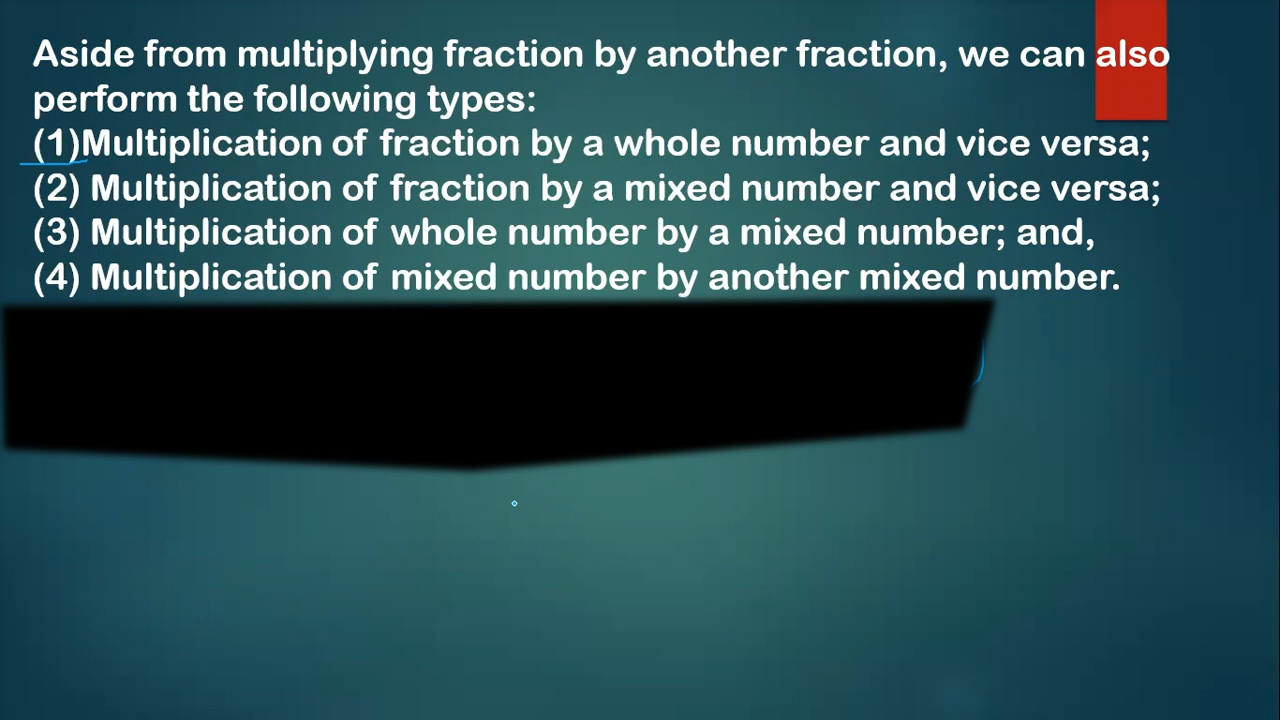 Aside from multiplying fraction by another fraction, we can also
perform the following types:
(1)Multiplication of fraction by a whole number and vice versa;
(2) Multiplication of fraction by a mixed number and vice versa;
(3) Multiplication of whole number by a mixed number; and,
(4) Multiplication of mixed number by another mixed number.